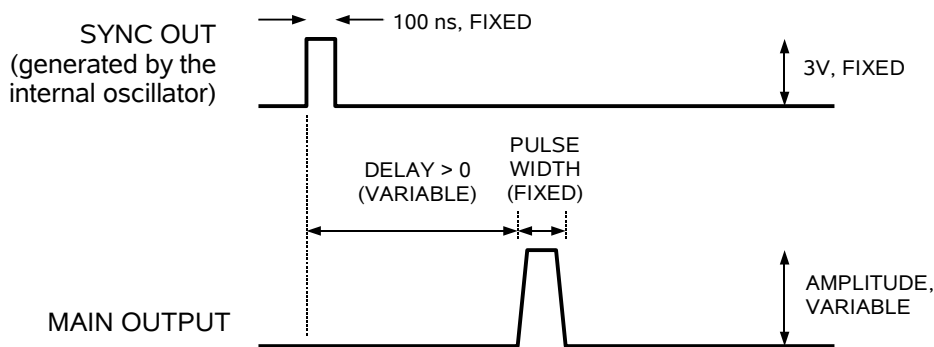 SYNC OUT
(generated by the
internal oscillator)
100 ns, FIXED
3V, FIXED
DELAY > 0
(VARIABLE)
PULSE
WIDTH
(FIXED)
MAIN OUTPUT
AMPLITUDE,
VARIABLE